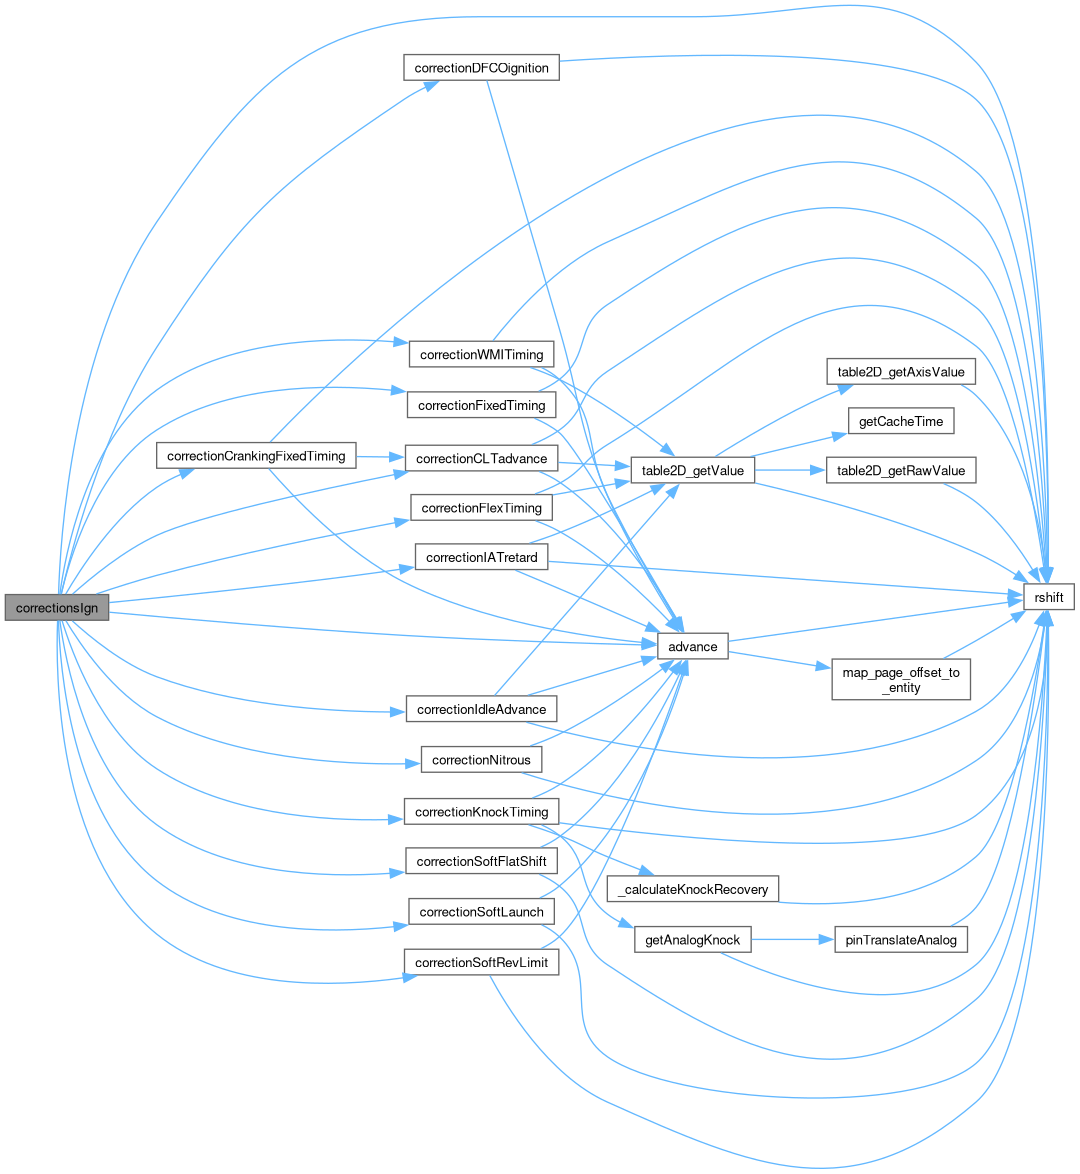 correctionDFCOignition
correctionWMITiming
table2D_getAxisValue
correctionFixedTiming
getCacheTime
correctionCrankingFixedTiming
correctionCLTadvance
table2D_getValue
table2D_getRawValue
correctionFlexTiming
correctionIATretard
correctionsIgn
rshift
advance
map_page_offset_to
_entity
correctionIdleAdvance
correctionNitrous
correctionKnockTiming
correctionSoftFlatShift
_calculateKnockRecovery
correctionSoftLaunch
getAnalogKnock
pinTranslateAnalog
correctionSoftRevLimit